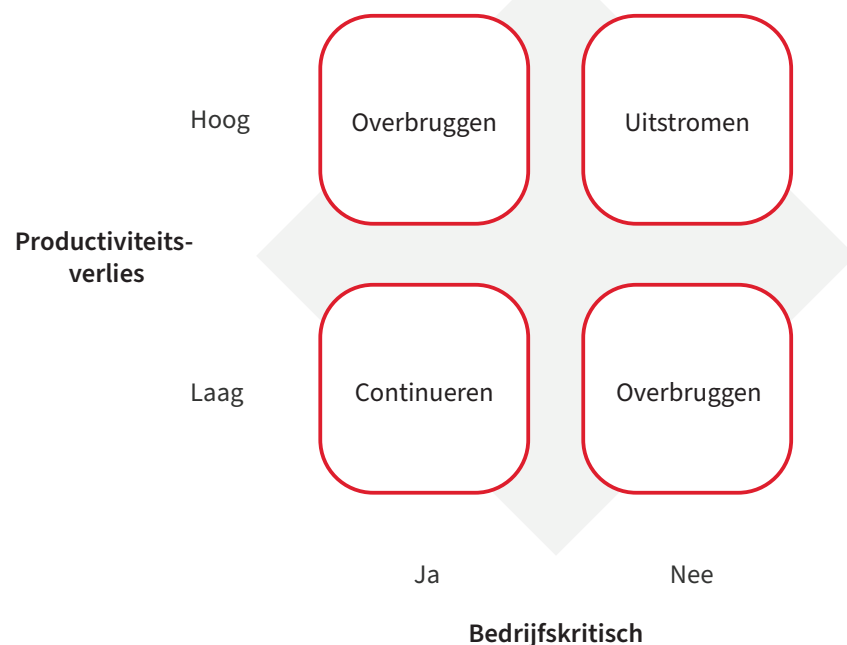 Hoog
Overbruggen
Uitstromen
Productiviteits-
verlies
Laag
Continueren
Overbruggen
Ja
Nee
Bedrijfskritisch